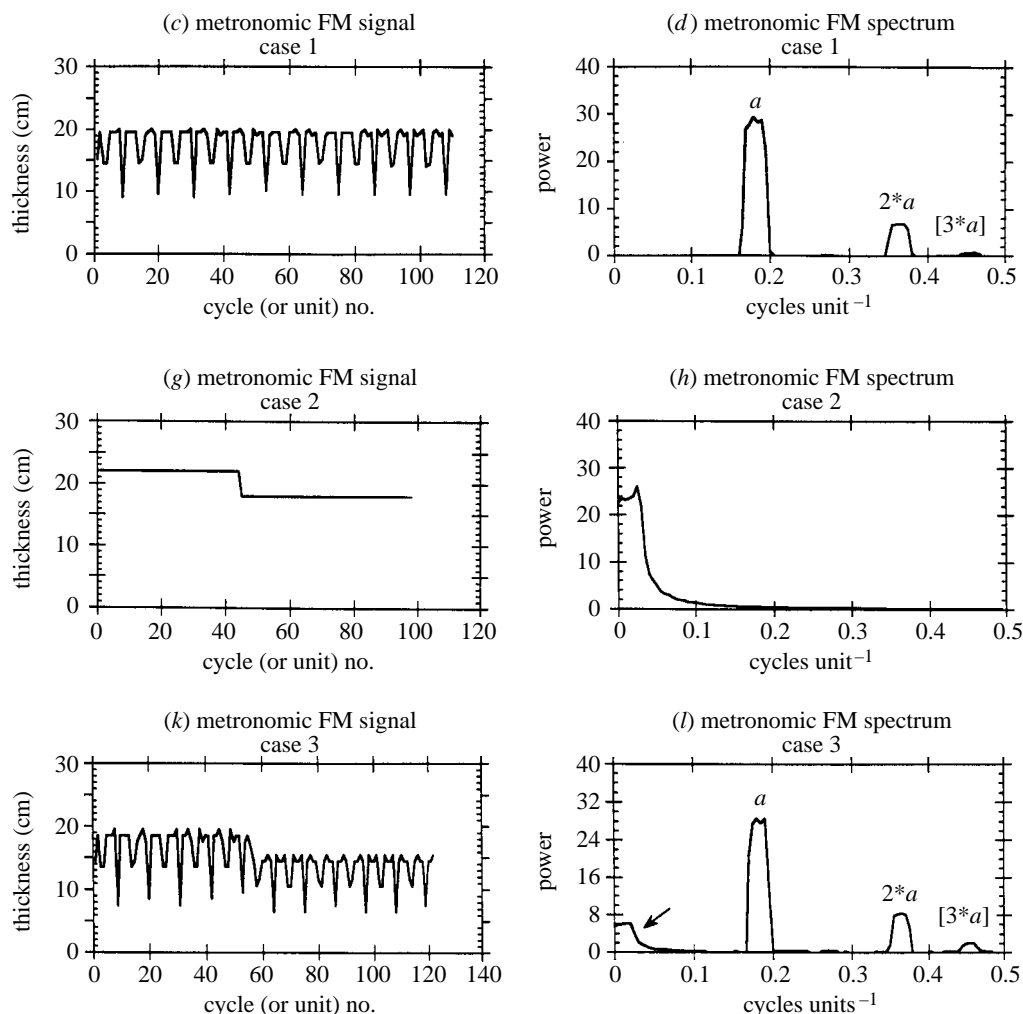 (c) metronomic FM signal
case 1
thickness (cm)
30
20
10
0
0 20 40 60 80 100 120
cycle (or unit) no.
(d) metronomic FM spectrum
case 1
power
40
30
20
10
0
a
2*a
[3*a]
0 0.1 0.2 0.3 0.4 0.5
cycles unit⁻¹
(g) metronomic FM signal
case 2
thickness (cm)
30
20
10
0
0 20 40 60 80 100 120
cycle (or unit) no.
(h) metronomic FM spectrum
case 2
power
40
30
20
10
0
0 0.1 0.2 0.3 0.4 0.5
cycles unit⁻¹
(k) metronomic FM signal
case 3
thickness (cm)
30
20
10
0
0 20 40 60 80 100 120 140
cycle (or unit) no.
(l) metronomic FM spectrum
case 3
power
40
32
24
16
8
0
a
2*a
[3*a]
0 0.1 0.2 0.3 0.4 0.5
cycles units⁻¹